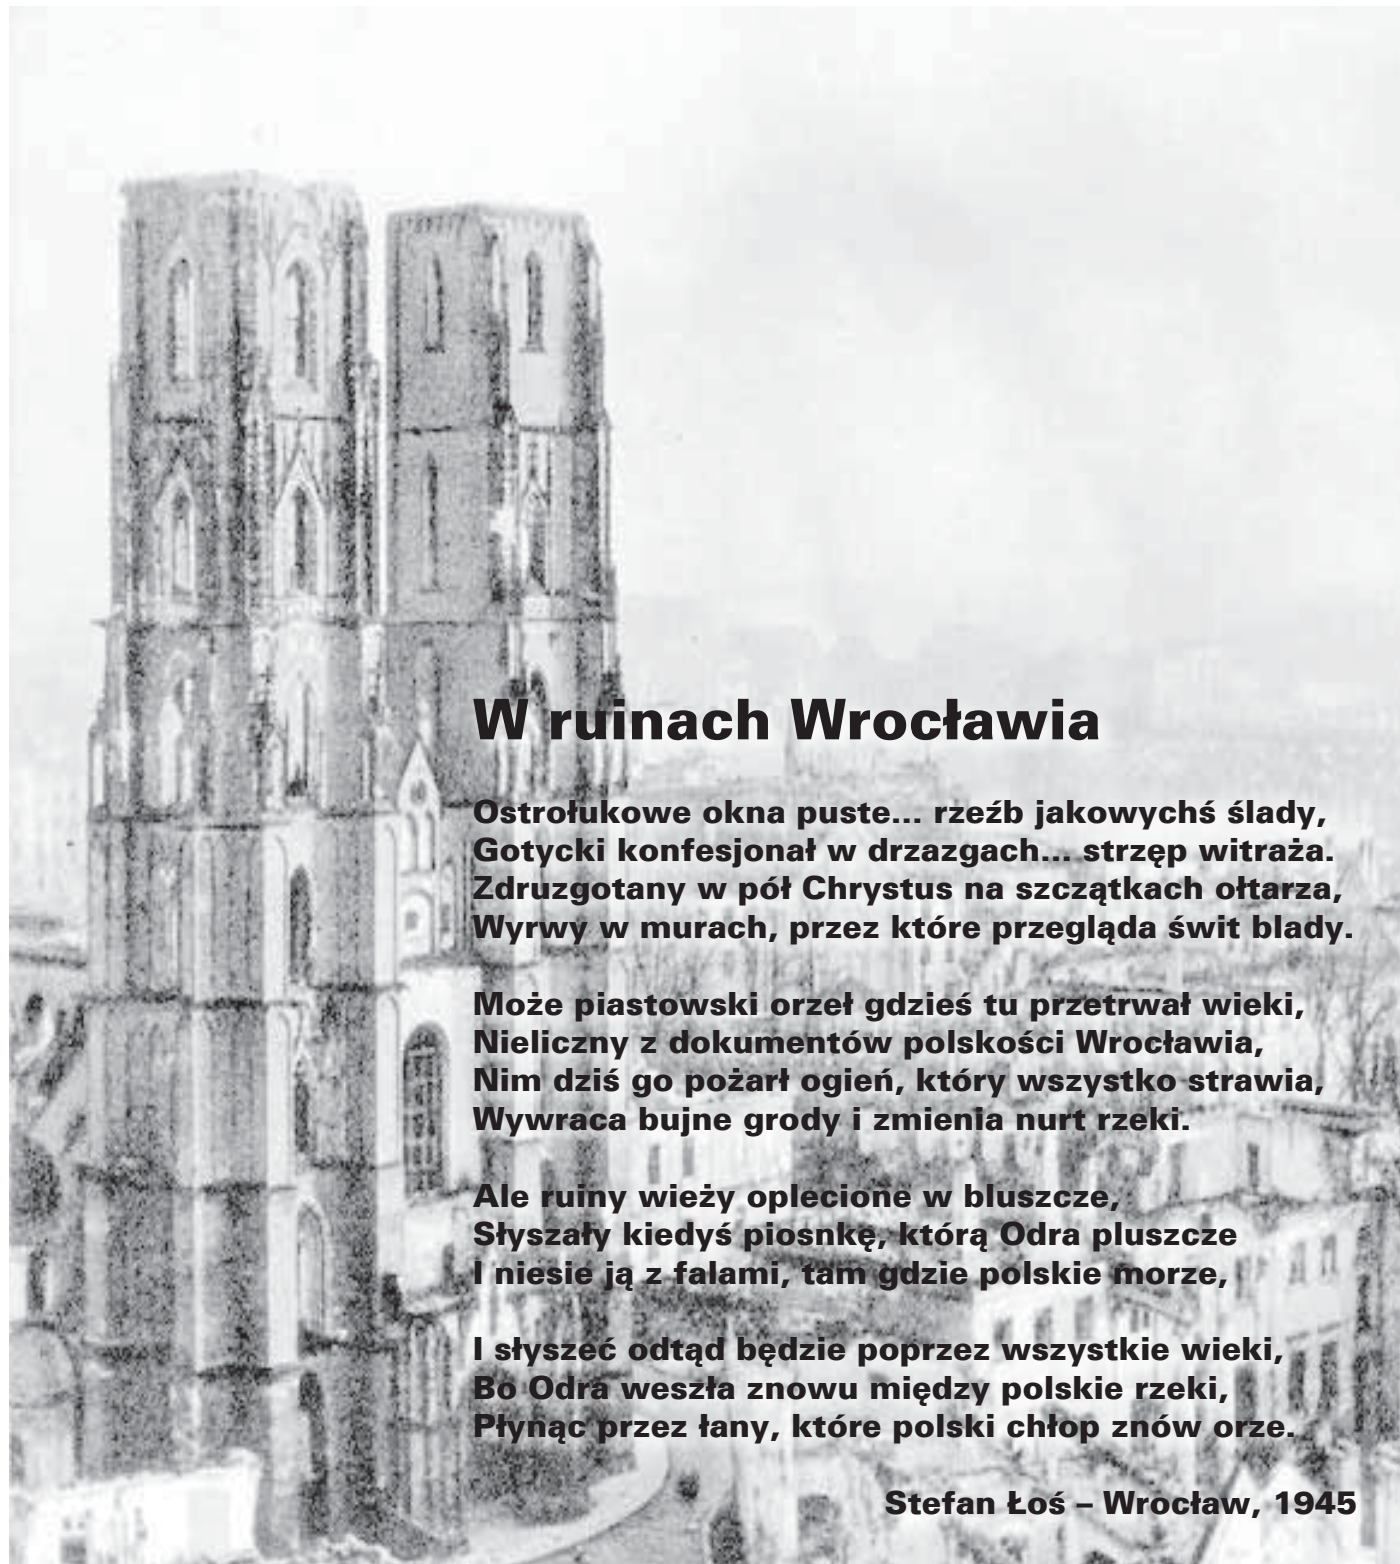 W ruinach Wrocławia
Ostrołukowe okna puste... rzeźb jakowychś ślady,
Gotycki konfesjonał w drzazgach... strzęp witraża.
Zdruzgotany w pół Chrystus na szczątkach ołtarza,
Wyrwy w murach, przez które przegląda świt blady.
Może piastowski orzeł gdzieś tu przetrwał wieki,
Nieliczny z dokumentów polskości Wrocławia,
Nim dziś go pożarł ogień, który wszystko strawia,
Wywraca bujne grody i zmienia nurt rzeki.
Ale ruiny wieży oplecione w bluszcze,
Słyszały kiedyś piosnkę, którą Odra pluszcze
I niesie ją z falami, tam gdzie polskie morze,
I słyszeć odtąd będzie poprzez wszystkie wieki,
Bo Odra weszła znowu między polskie rzeki,
Płynąc przez łany, które polski chłop znów orze.
Stefan Łoś – Wrocław, 1945